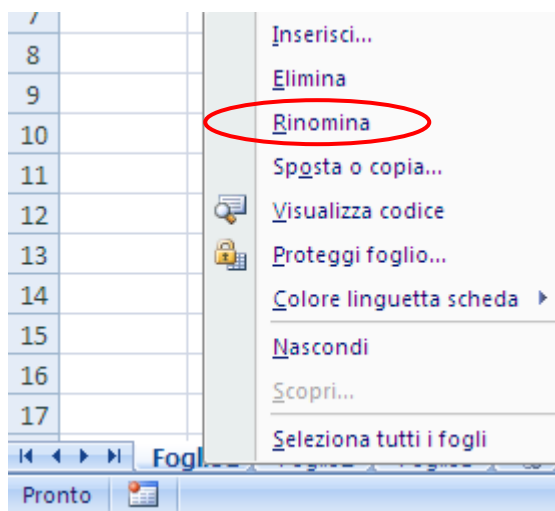 7
Inserisci...
8
Elimina
9
Rinomina
10
Sposta o copia...
11
12
Visualizza codice
13
Proteggi foglio...
14
Colore linguetta scheda
15
Nascondi
16
Scopri...
17
Seleziona tutti i fogli
Pronto